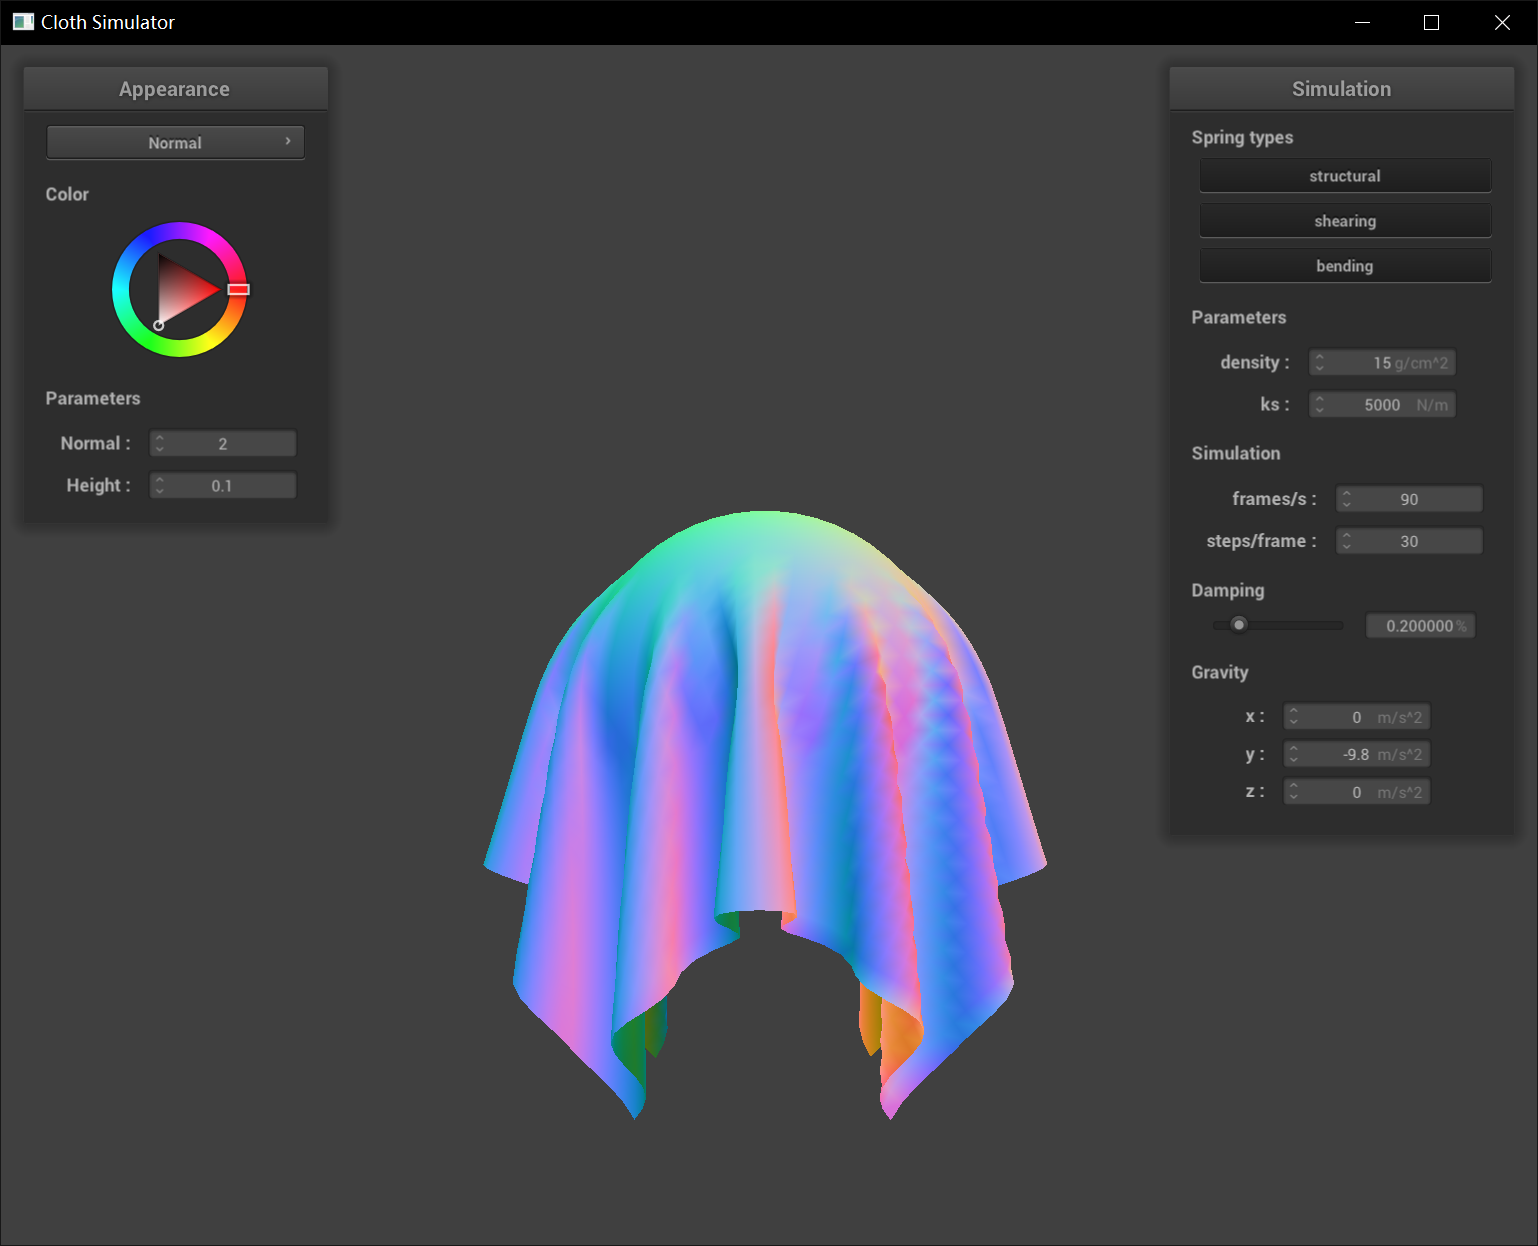 Cloth Simulator
Appearance
Normal
Color
Parameters
Normal : 2
Height : 0.1
Simulation
Spring types
structural
shearing
bending
Parameters
density : 15 g/cm^2
ks : 5000 N/m
Simulation
frames/s : 90
steps/frame : 30
Damping
0.200000 %
Gravity
x : 0 m/s^2
y : -9.8 m/s^2
z : 0 m/s^2